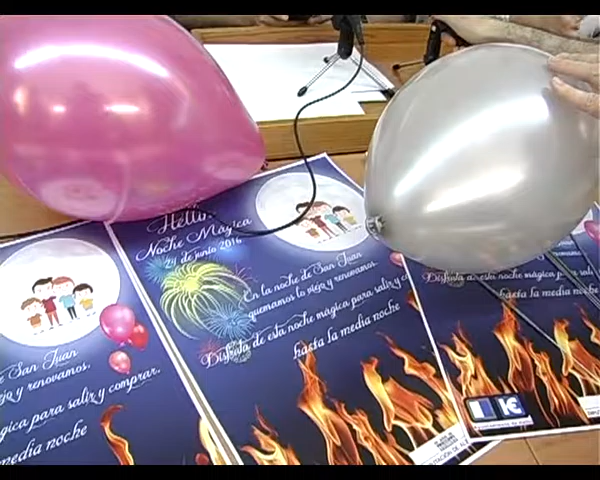 Hellín
Noche Mágica
24 de junio 2016
En la noche de San Juan
quemamos lo viejo y renovamos.
Disfruta de esta noche mágica para salir y
hasta la media noche
San Juan
y renovamos.
mágica para salir y comprar.
media noche
Disfruta de esta noche mágica
hasta la media noche